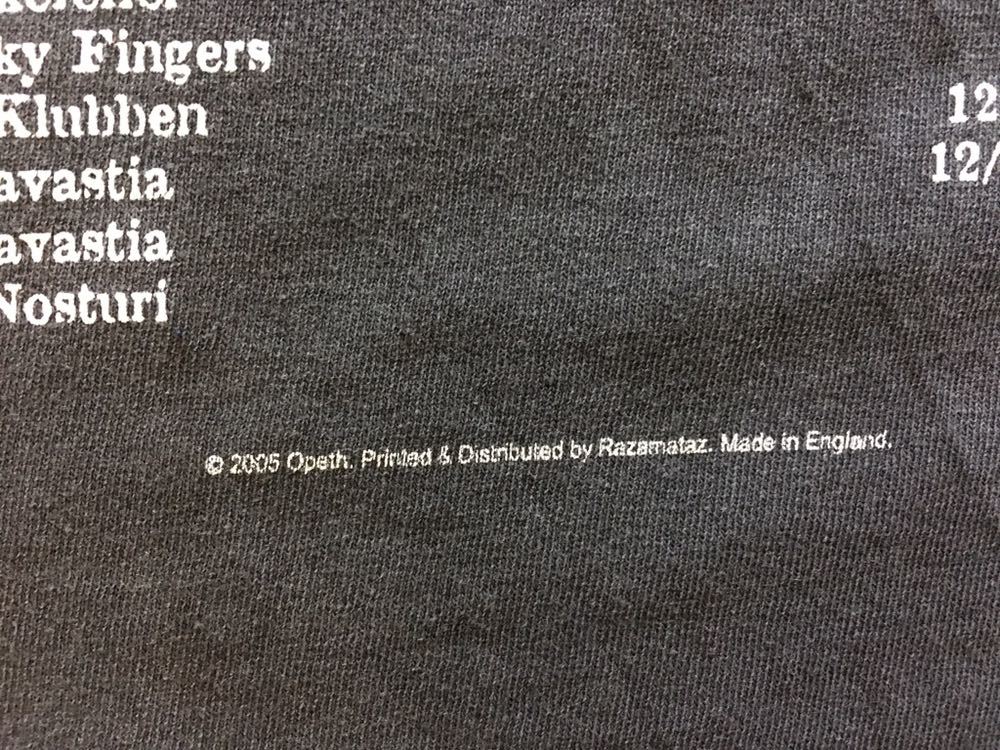 ky Fingers
Klubben 12
avastia 12/
avastia
Nosturi
© 2005 Opeth. Printed & Distributed by Razamataz. Made in England.